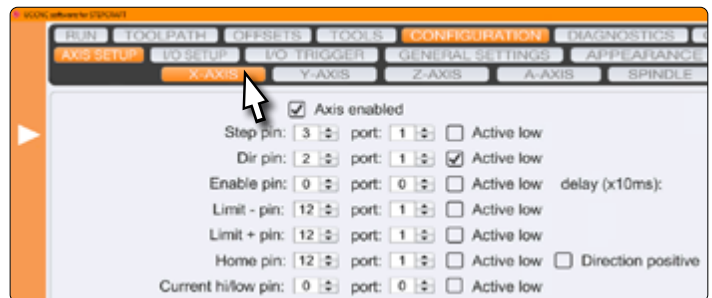 UCCNC software for STEPCRAFT
RUN TOOLPATH OFFSETS TOOLS CONFIGURATION DIAGNOSTICS
AXIS SETUP I/O SETUP I/O TRIGGER GENERAL SETTINGS APPEARANCE
X-AXIS Y-AXIS Z-AXIS A-AXIS SPINDLE
Axis enabled
Step pin: 3 port: 1 Active low
Dir pin: 2 port: 1 Active low
Enable pin: 0 port: 0 Active low delay (x10ms):
Limit - pin: 12 port: 1 Active low
Limit + pin: 12 port: 1 Active low
Home pin: 12 port: 1 Active low Direction positive
Current hi/low pin: 0 port: 0 Active low